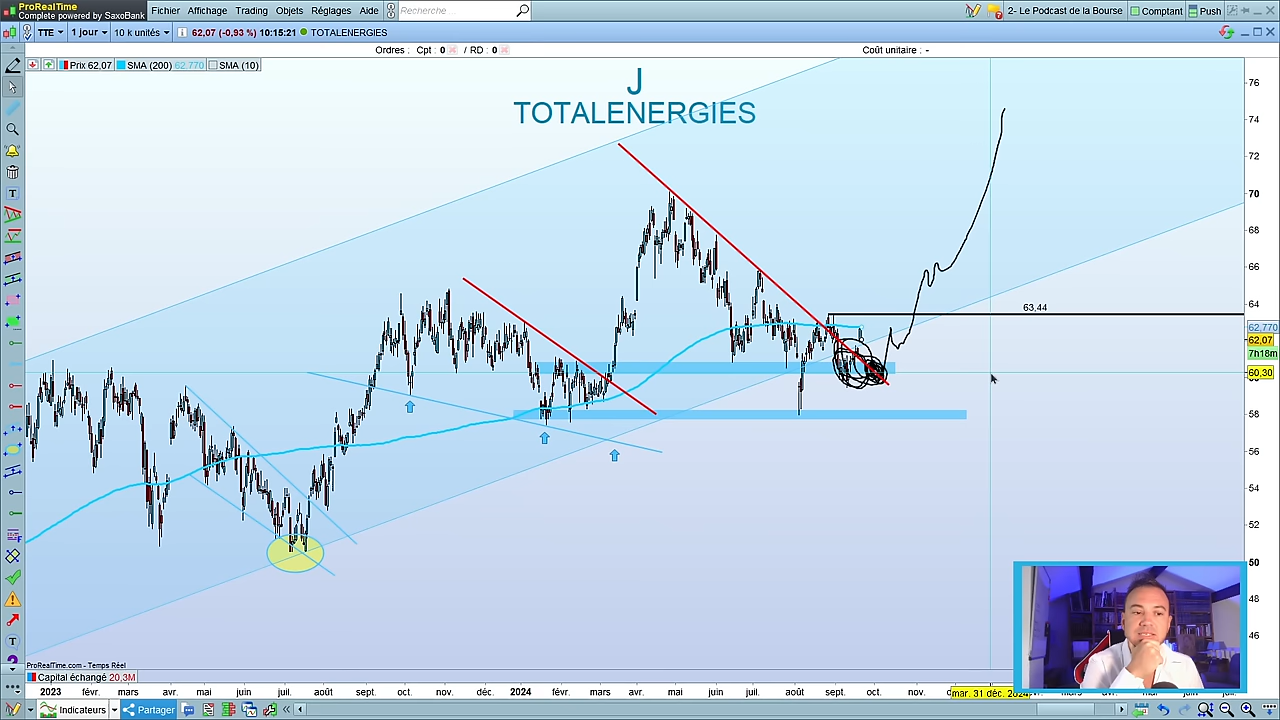 ProRealTime
Complete powered by SaxoBank
Fichier Affichage Trading Ordres Réglages Aide Recherche 2- Le Podcast de la Bourse Comptant Push
TTE 1 jour 10 k unités 62,07 (-0,93 %) 10:15:21 TOTALENERGIES
Ordres : Cpt : 0 / RD : 0 Coût unitaire : -
Prix 62,07 SMA (200) 62,770 SMA (10)
J
TOTALENERGIES
76
74
72
70
68
66
64
63,44
62,770
62,07
7h18m
60,30
58
56
54
52
50
48
46
ProRealTime.com - Temps Réel
Capital échangé 20,3M
2023 févr. mars avr. mai juin juil. août sept. oct. nov. déc. 2024 févr. mars avr. mai juin juil. août sept. oct. nov. mar. 31 déc. 2024
Indicateurs Partager